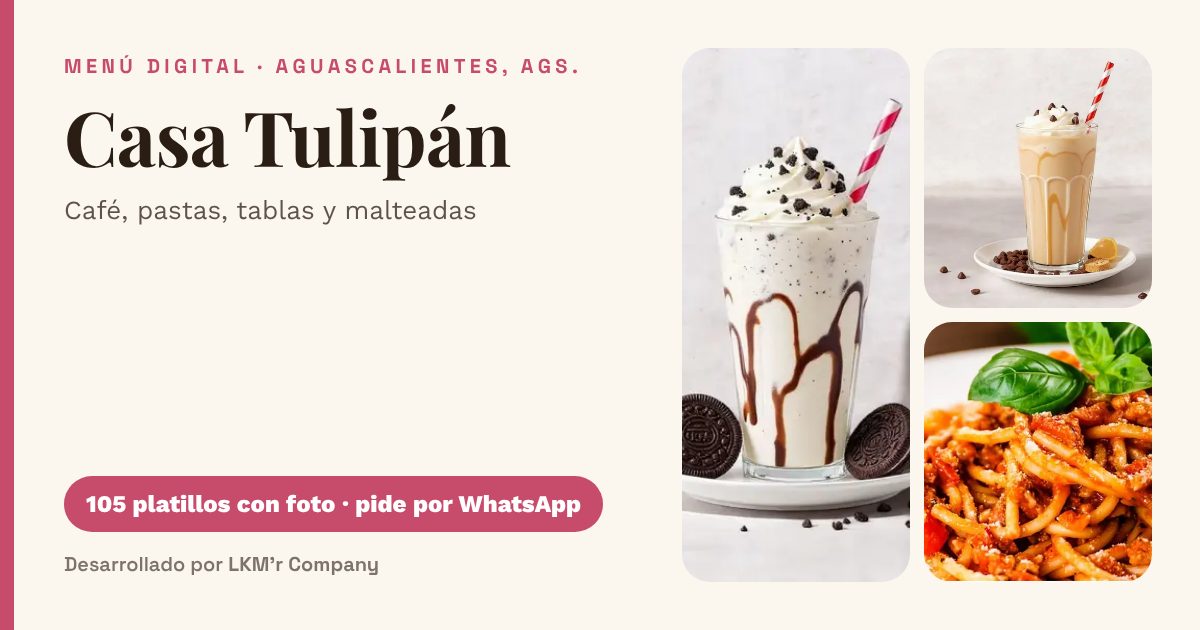 MENÚ DIGITAL · AGUASCALIENTES, AGS.
Casa Tulipán
Café, pastas, tablas y malteadas
105 platillos con foto · pide por WhatsApp
Desarrollado por LKM’r Company